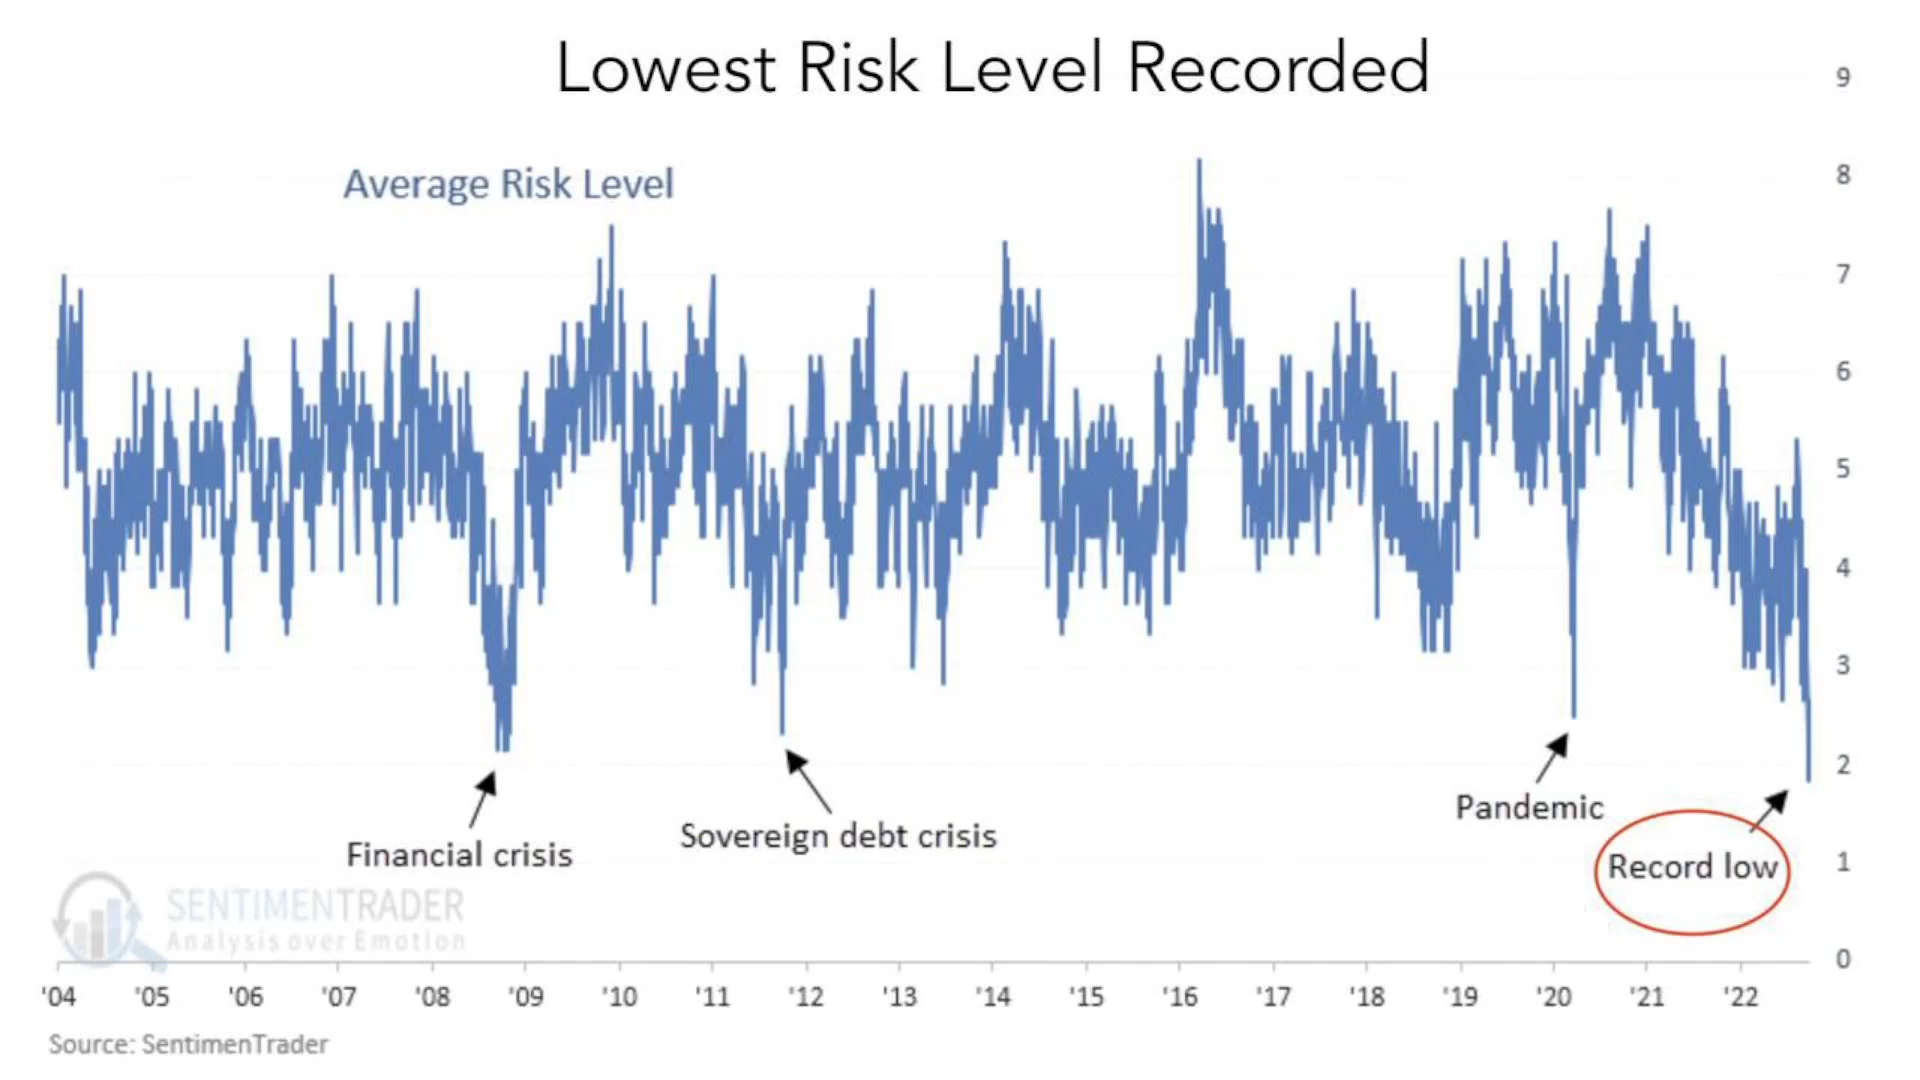 Lowest Risk Level Recorded
Average Risk Level
9
8
7
6
5
4
3
2
1
0
Financial crisis
Sovereign debt crisis
Pandemic
Record low
SENTIMENTRADER
Analysis over Emotion
'04 '05 '06 '07 '08 '09 '10 '11 '12 '13 '14 '15 '16 '17 '18 '19 '20 '21 '22
Source: SentimenTrader